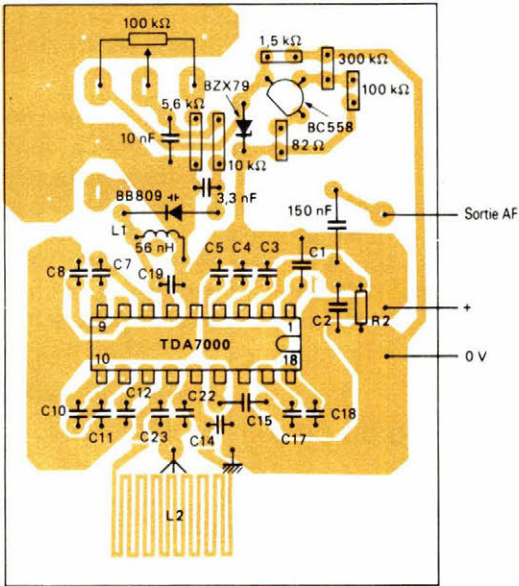 100 kΩ
1,5 kΩ
300 kΩ
BZX79
100 kΩ
5,6 kΩ
BC558
10 nF
82 Ω
10 kΩ
BB809
3,3 nF
150 nF
Sortie AF
L1
56 nH
C5 C4 C3
C1
C8 C7
C19
C2 R2
+
9 1
TDA7000
0 V
10 18
C12 C22
C10 C15 C18
C11 C23 C14 C17
L2